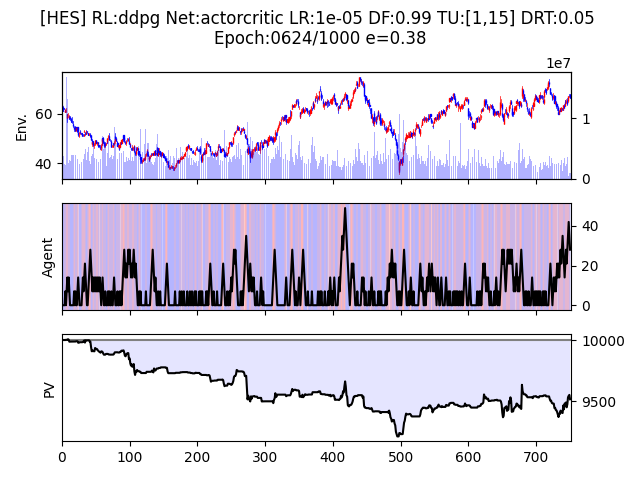 [HES] RL:ddpg Net:actorcritic LR:1e-05 DF:0.99 TU:[1,15] DRT:0.05
Epoch:0624/1000 e=0.38
1e7
Env.
60
40
1
0
Agent
40
20
0
PV
10000
9500
0 100 200 300 400 500 600 700